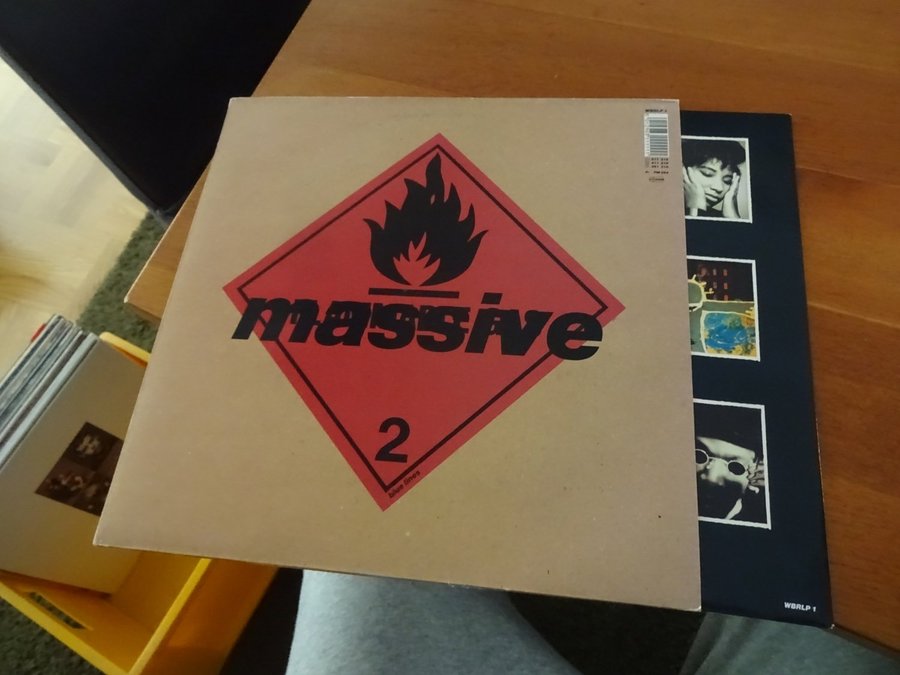 WBRLP 1
massive
2
blue lines
WBRLP 1